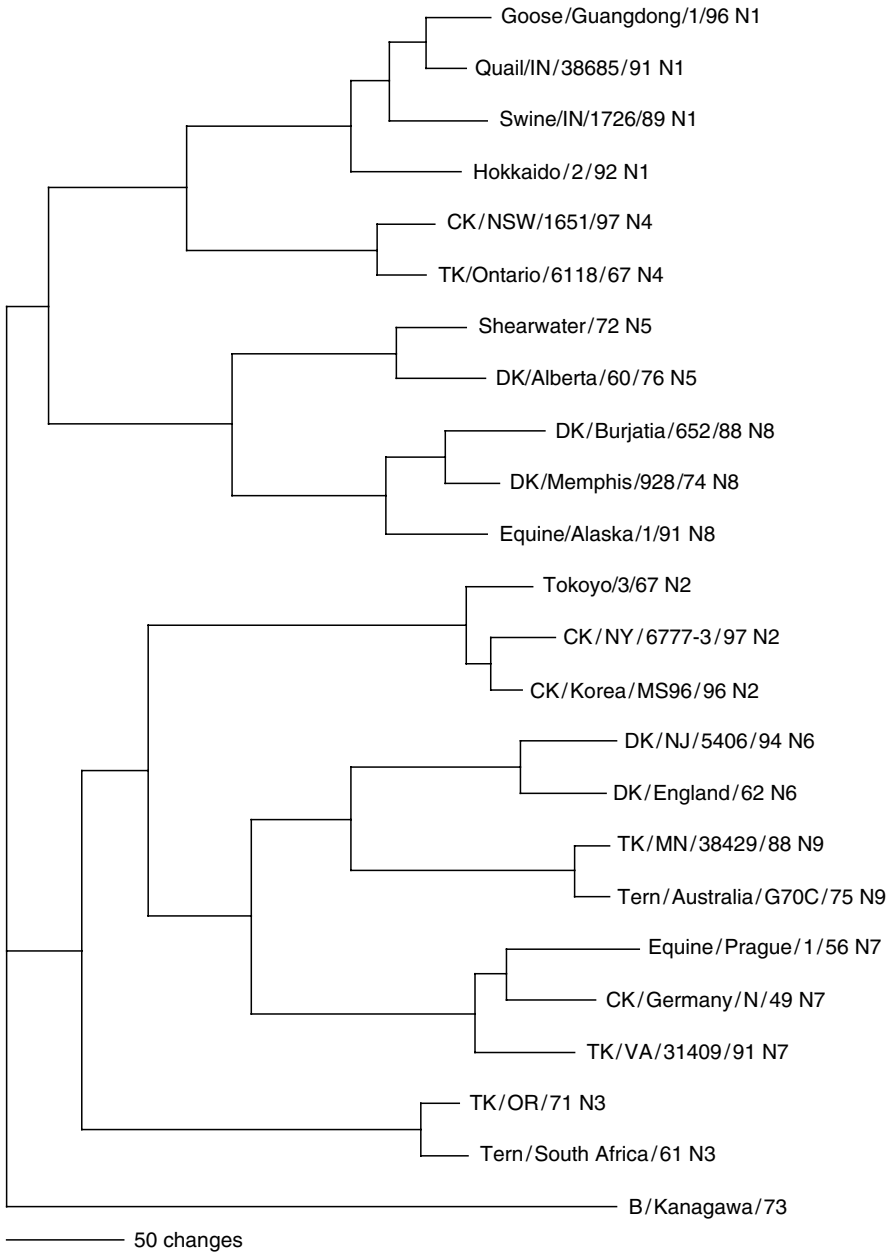 Goose/Guangdong/1/96 N1
Quail/IN/38685/91 N1
Swine/IN/1726/89 N1
Hokkaido/2/92 N1
CK/NSW/1651/97 N4
TK/Ontario/6118/67 N4
Shearwater/72 N5
DK/Alberta/60/76 N5
DK/Burjatia/652/88 N8
DK/Memphis/928/74 N8
Equine/Alaska/1/91 N8
Tokoyo/3/67 N2
CK/NY/6777-3/97 N2
CK/Korea/MS96/96 N2
DK/NJ/5406/94 N6
DK/England/62 N6
TK/MN/38429/88 N9
Tern/Australia/G70C/75 N9
Equine/Prague/1/56 N7
CK/Germany/N/49 N7
TK/VA/31409/91 N7
TK/OR/71 N3
Tern/South Africa/61 N3
B/Kanagawa/73
50 changes